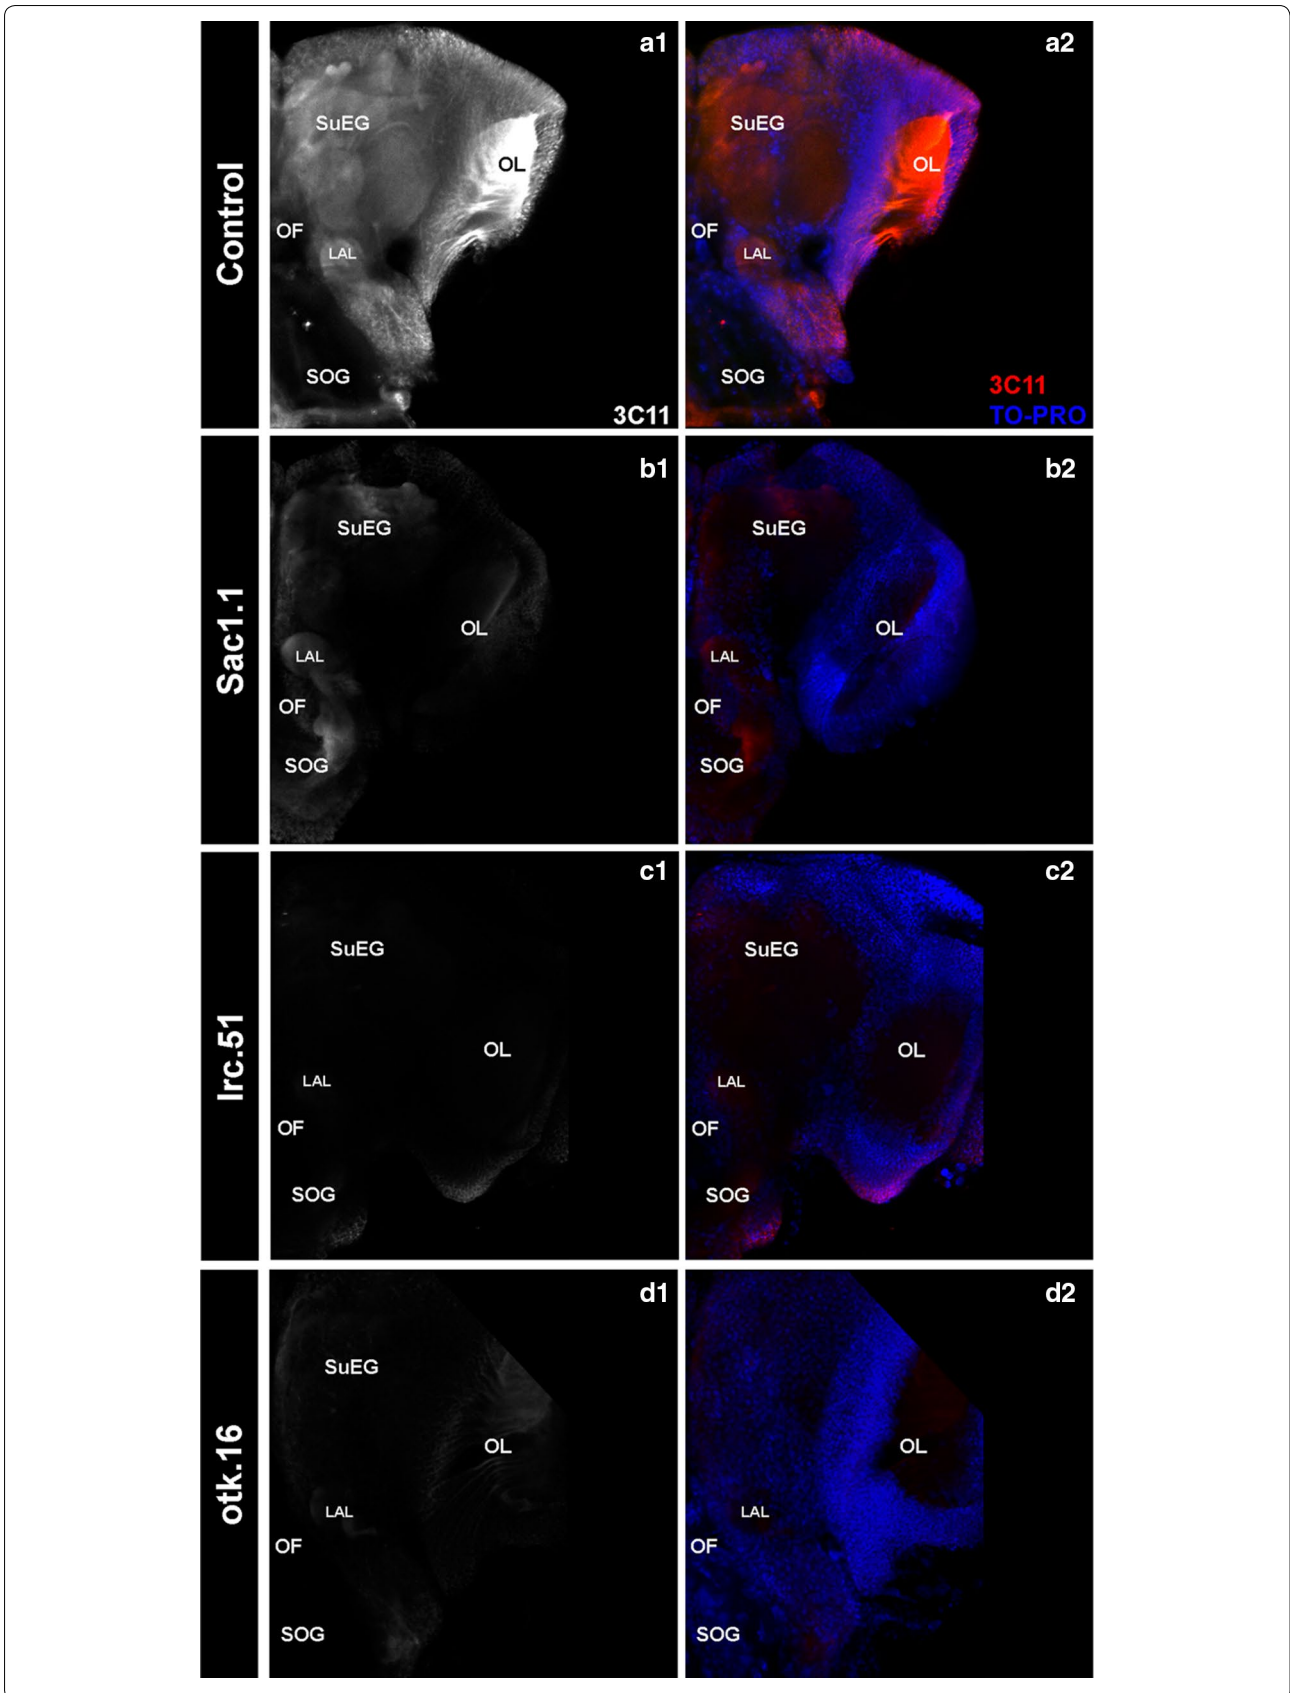 Control
a1
SuEG
OL
OF
LAL
SOG
3C11
a2
SuEG
OL
OF
LAL
SOG
3C11
TO-PRO
Sac1.1
b1
SuEG
OL
LAL
OF
SOG
b2
SuEG
OL
LAL
OF
SOG
Irc.51
c1
SuEG
OL
LAL
OF
SOG
c2
SuEG
OL
LAL
OF
SOG
otk.16
d1
SuEG
OL
LAL
OF
SOG
d2
OL
LAL
OF
SOG